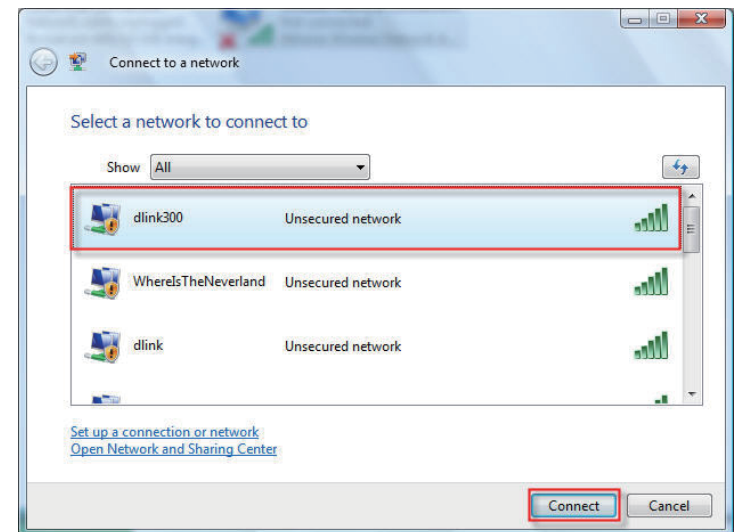 Connect to a network
Select a network to connect to
Show All
dlink300 Unsecured network
WhereIsTheNeverland Unsecured network
dlink Unsecured network
Set up a connection or network
Open Network and Sharing Center
Connect Cancel